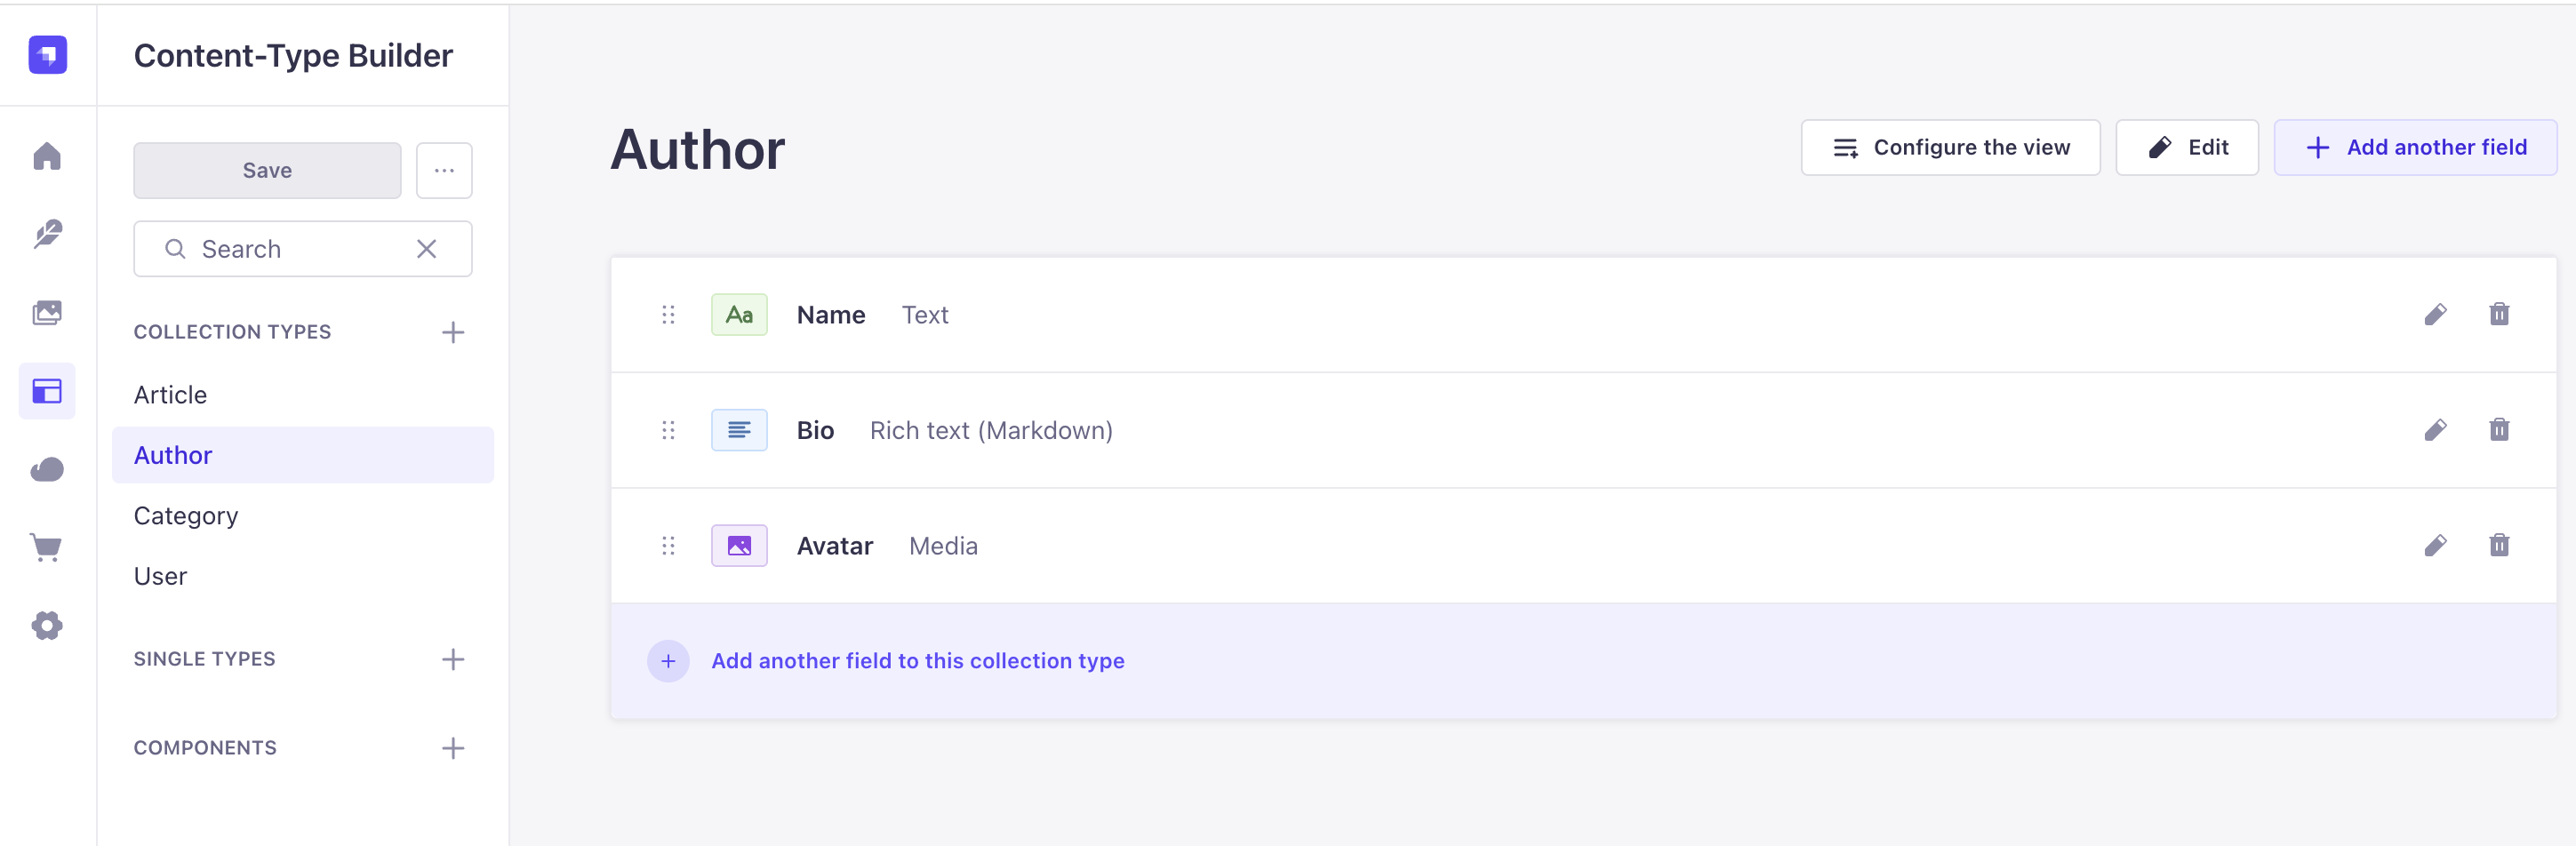 Content-Type Builder
Save
Search
COLLECTION TYPES
Article
Author
Category
User
SINGLE TYPES
COMPONENTS
Author
Configure the view
Edit
Add another field
Aa Name Text
Bio Rich text (Markdown)
Avatar Media
Add another field to this collection type